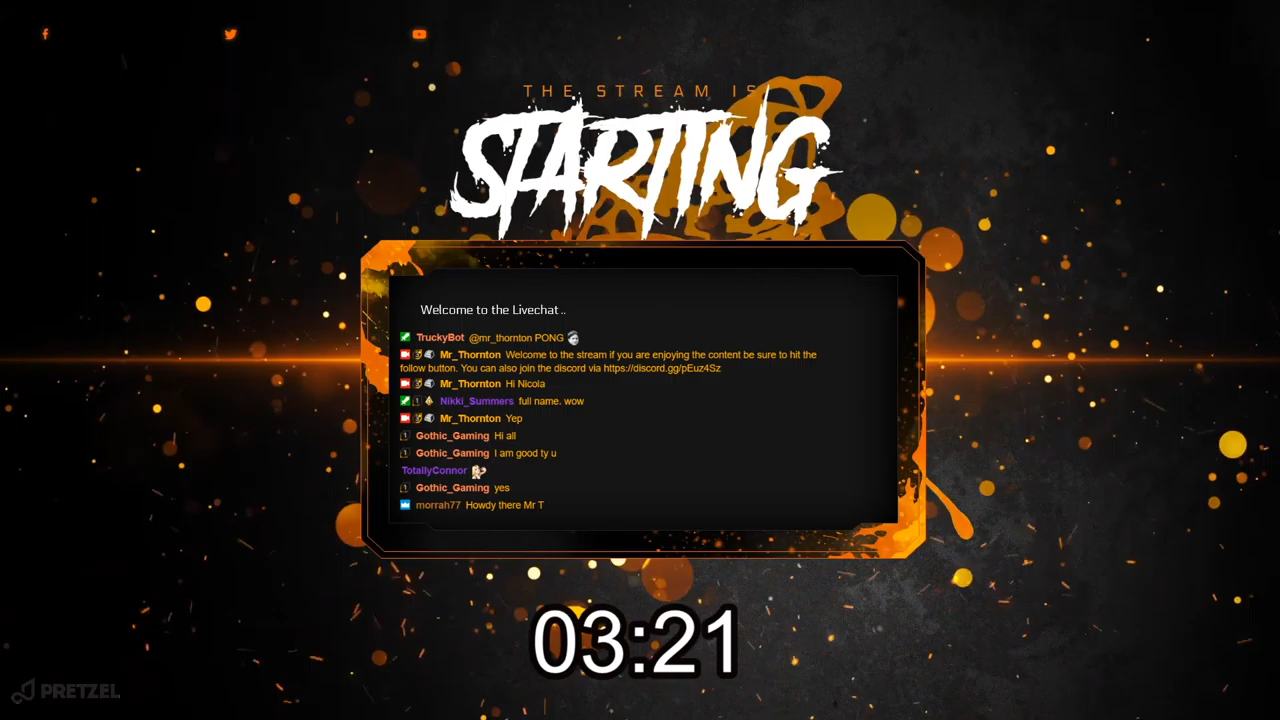 THE STREAM IS
STARTING
Welcome to the Livechat ..
TruckyBot @mr_thornton PONG
Mr_Thornton Welcome to the stream if you are enjoying the content be sure to hit the
follow button. You can also join the discord via https://discord.gg/pEuz4Sz
Mr_Thornton Hi Nicola
Nikki_Summers full name. wow
Mr_Thornton Yep
Gothic_Gaming Hi all
Gothic_Gaming I am good ty u
TotallyConnor
Gothic_Gaming yes
morrah77 Howdy there Mr T
03:21
PRETZEL